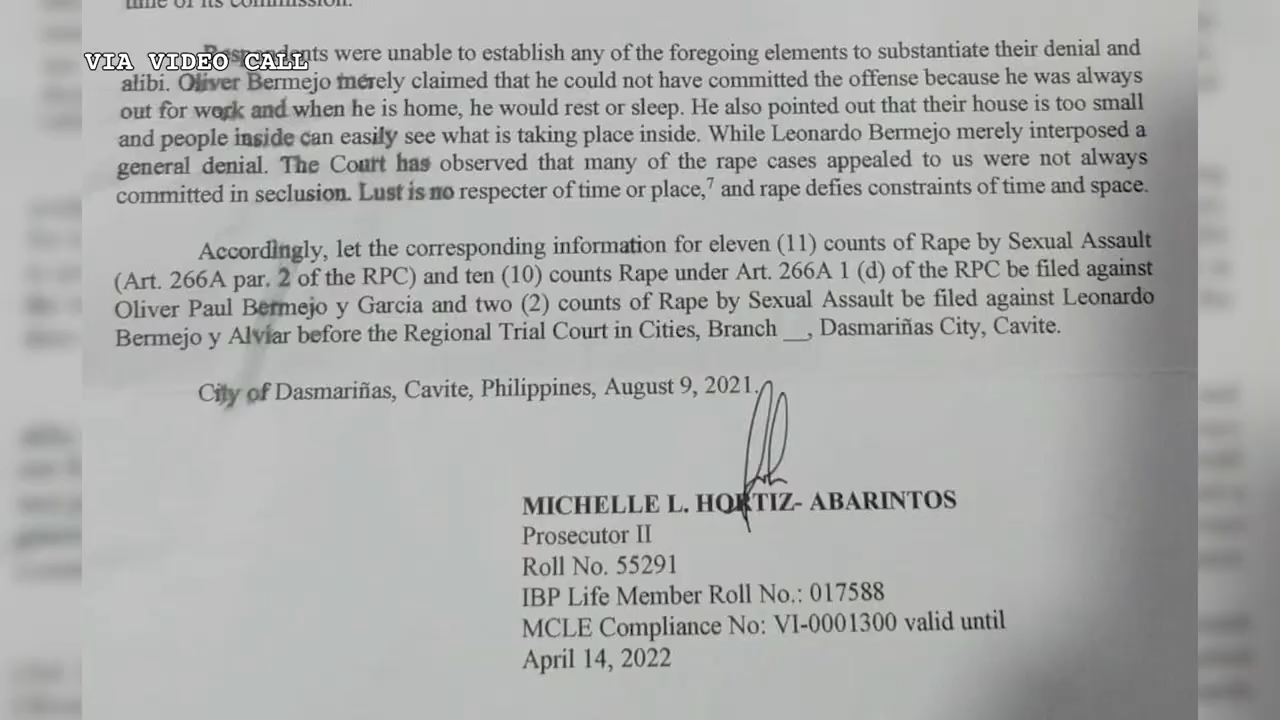 time of its commission.
VIA VIDEO CALL
Respondents were unable to establish any of the foregoing elements to substantiate their denial and
alibi. Oliver Bermejo merely claimed that he could not have committed the offense because he was always
out for work and when he is home, he would rest or sleep. He also pointed out that their house is too small
and people inside can easily see what is taking place inside. While Leonardo Bermejo merely interposed a
general denial. The Court has observed that many of the rape cases appealed to us were not always
committed in seclusion. Lust is no respecter of time or place,7 and rape defies constraints of time and space.
Accordingly, let the corresponding information for eleven (11) counts of Rape by Sexual Assault
(Art. 266A par. 2 of the RPC) and ten (10) counts Rape under Art. 266A 1 (d) of the RPC be filed against
Oliver Paul Bermejo y Garcia and two (2) counts of Rape by Sexual Assault be filed against Leonardo
Bermejo y Alviar before the Regional Trial Court in Cities, Branch __, Dasmariñas City, Cavite.
City of Dasmariñas, Cavite, Philippines, August 9, 2021.
MICHELLE L. HORTIZ- ABARINTOS
Prosecutor II
Roll No. 55291
IBP Life Member Roll No.: 017588
MCLE Compliance No: VI-0001300 valid until
April 14, 2022